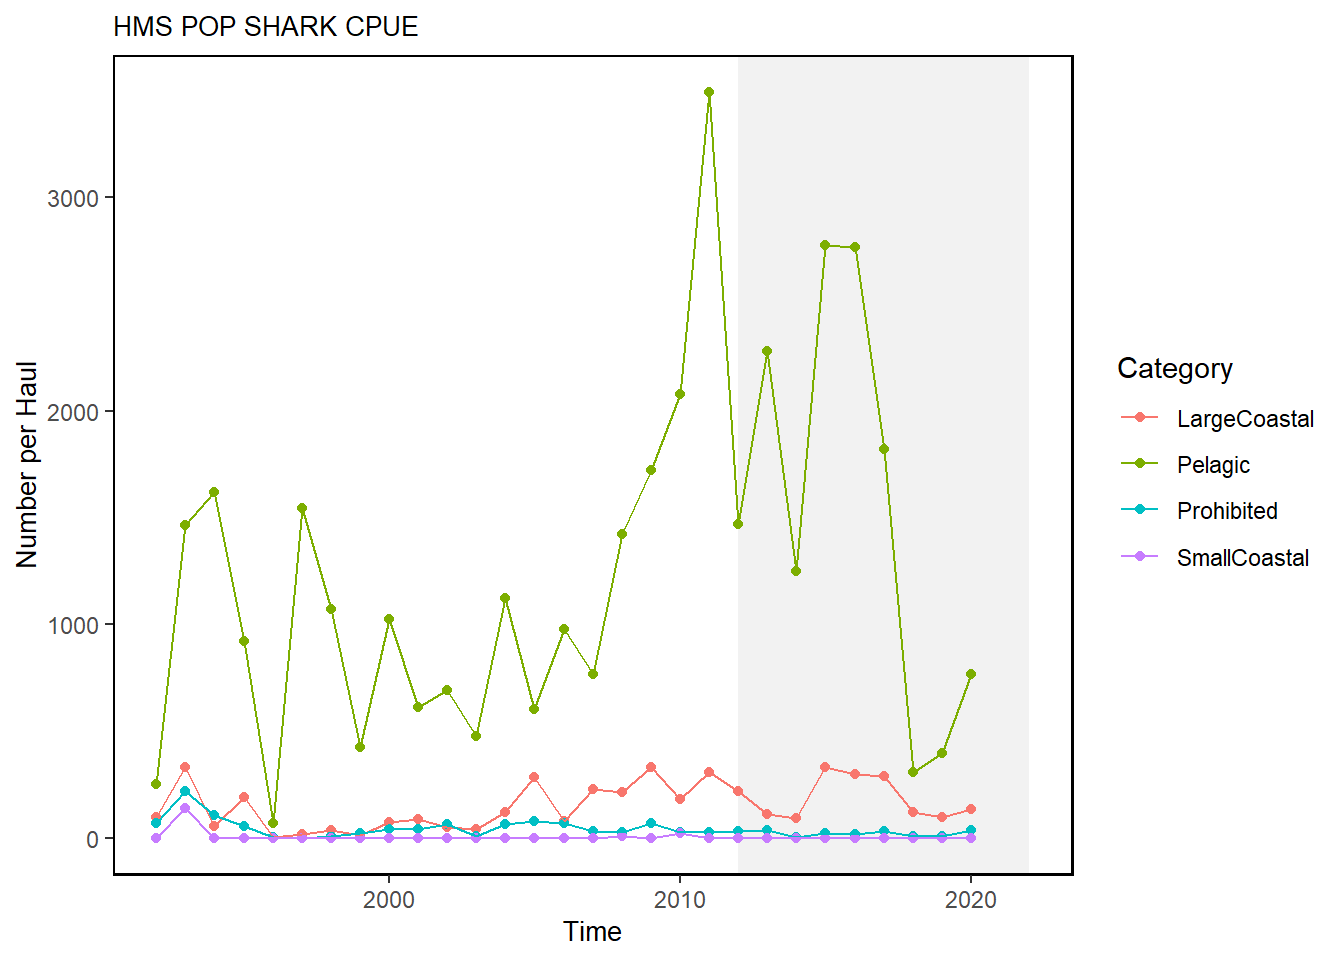 HMS POP SHARK CPUE
Number per Haul
3000
2000
1000
0
2000
2010
2020
Time
Category
LargeCoastal
Pelagic
Prohibited
SmallCoastal